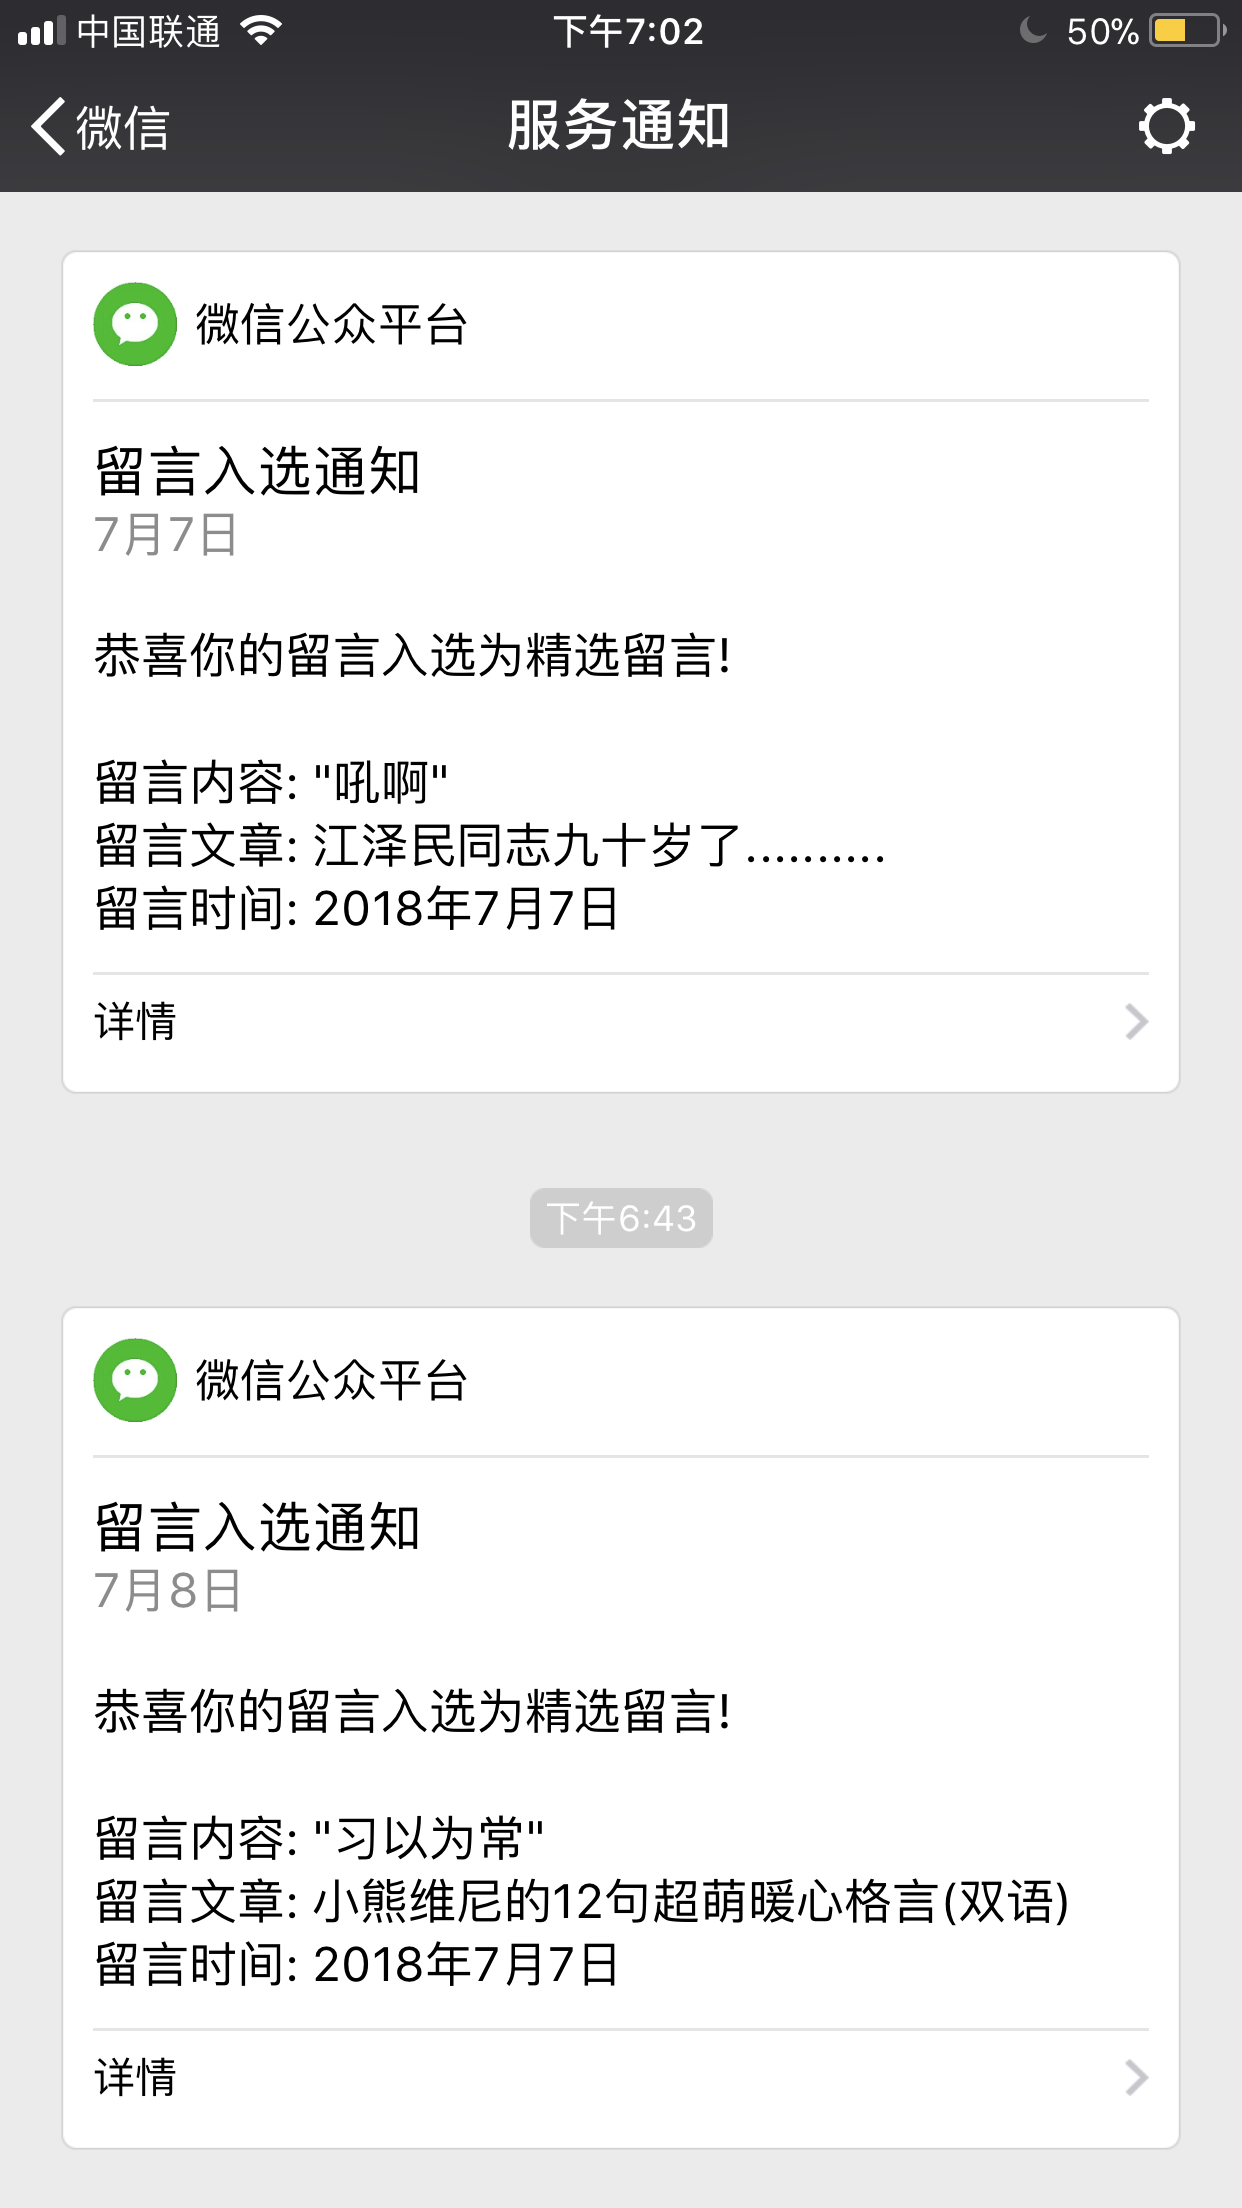 中国联通 下午7:02 50%
微信 服务通知
微信公众平台
留言入选通知
7月7日
恭喜你的留言入选为精选留言!
留言内容: "吼啊"
留言文章: 江泽民同志九十岁了..........
留言时间: 2018年7月7日
详情
下午6:43
微信公众平台
留言入选通知
7月8日
恭喜你的留言入选为精选留言!
留言内容: "习以为常"
留言文章: 小熊维尼的12句超萌暖心格言(双语)
留言时间: 2018年7月7日
详情